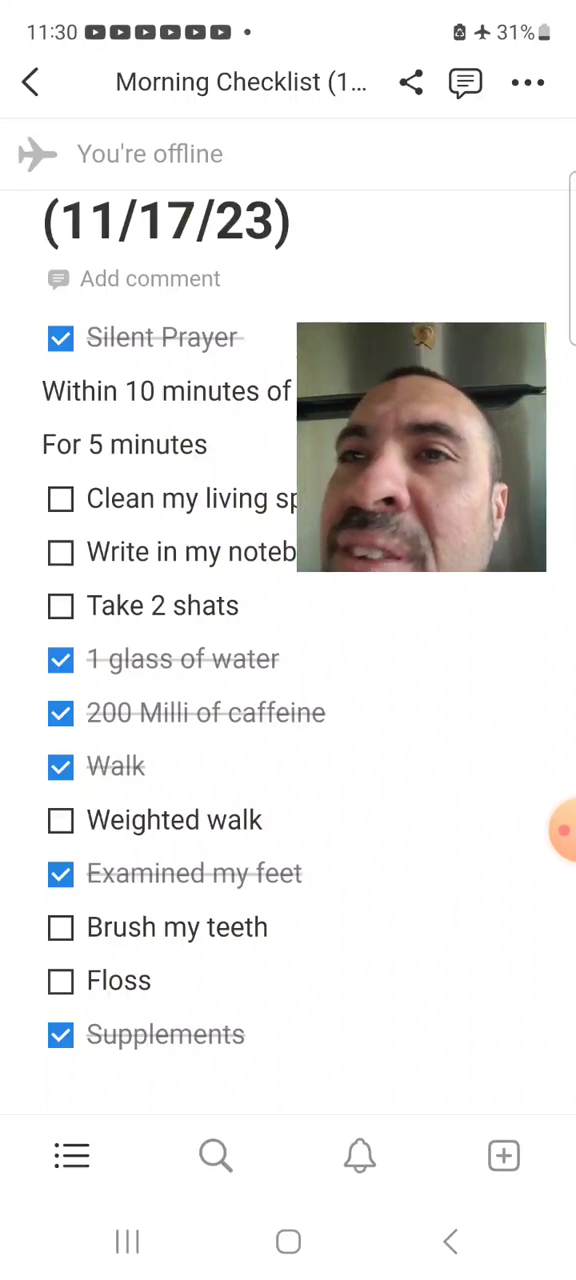 11:30
31%
Morning Checklist (1...
You're offline
(11/17/23)
Add comment
Silent Prayer
Within 10 minutes of
For 5 minutes
Clean my living sp
Write in my noteb
Take 2 shats
1 glass of water
200 Milli of caffeine
Walk
Weighted walk
Examined my feet
Brush my teeth
Floss
Supplements